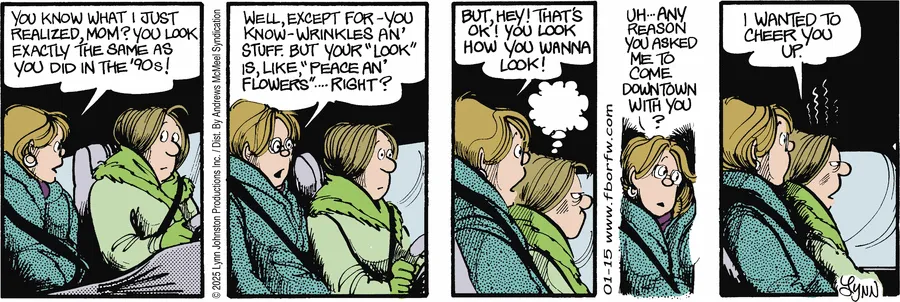 YOU KNOW WHAT I JUST
REALIZED, MOM? YOU LOOK
EXACTLY THE SAME AS
YOU DID IN THE '90s!
© 2025 Lynn Johnston Productions Inc. / Dist. By Andrews McMeel Syndication
WELL, EXCEPT FOR-YOU
KNOW-WRINKLES AN'
STUFF. BUT YOUR "LOOK"
IS, LIKE, "PEACE AN'
FLOWERS".... RIGHT?
BUT, HEY! THAT'S
OK'! YOU LOOK
HOW YOU WANNA
LOOK!
01-15 www.fborfw.com
UH...ANY
REASON
YOU ASKED
ME TO
COME
DOWNTOWN
WITH YOU
?
I WANTED TO
CHEER YOU
UP.
LYNN